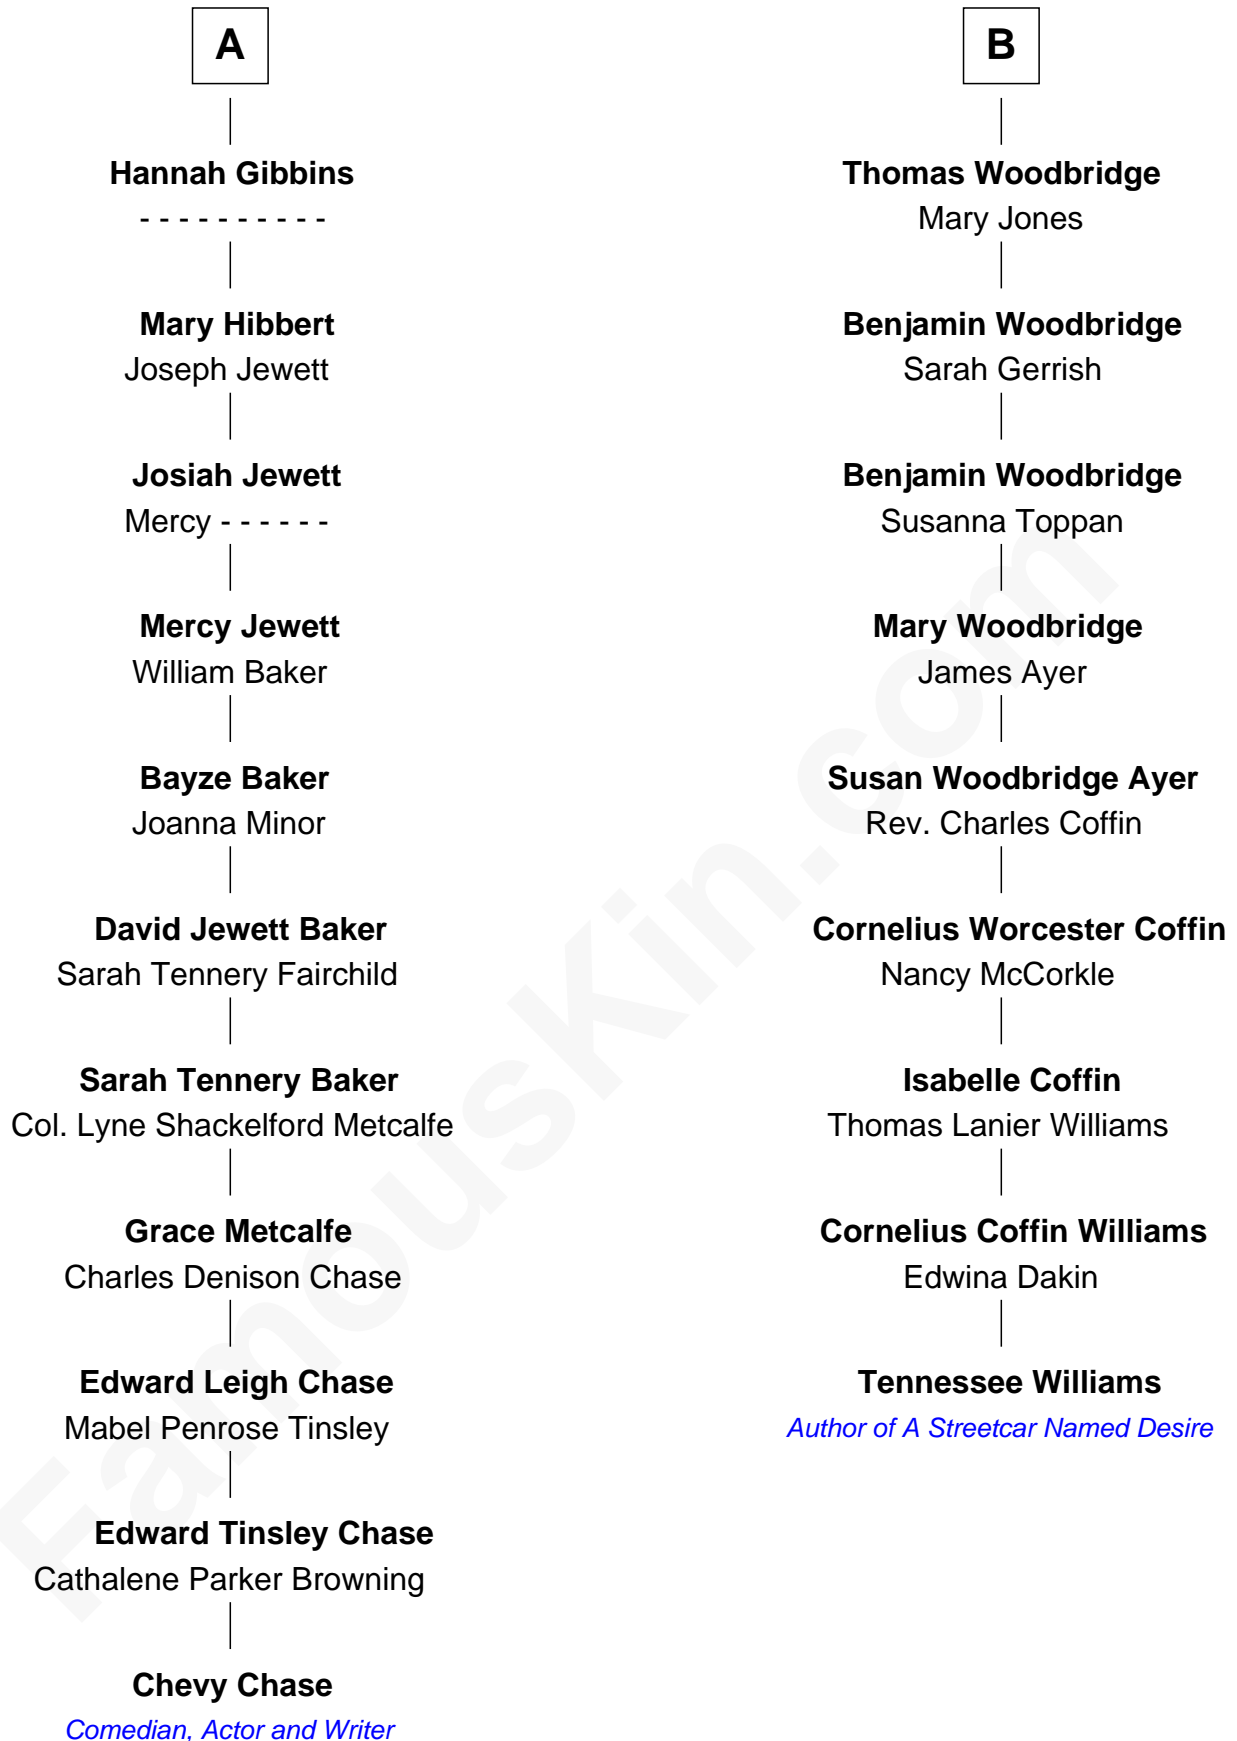 A
Hannah Gibbins
- - - - - - - - - -
Mary Hibbert
Joseph Jewett
Josiah Jewett
Mercy - - - - - -
Mercy Jewett
William Baker
Bayze Baker
Joanna Minor
David Jewett Baker
Sarah Tennery Fairchild
Sarah Tennery Baker
Col. Lyne Shackelford Metcalfe
Grace Metcalfe
Charles Denison Chase
Edward Leigh Chase
Mabel Penrose Tinsley
Edward Tinsley Chase
Cathalene Parker Browning
Chevy Chase
Comedian, Actor and Writer
B
Thomas Woodbridge
Mary Jones
Benjamin Woodbridge
Sarah Gerrish
Benjamin Woodbridge
Susanna Toppan
Mary Woodbridge
James Ayer
Susan Woodbridge Ayer
Rev. Charles Coffin
Cornelius Worcester Coffin
Nancy McCorkle
Isabelle Coffin
Thomas Lanier Williams
Cornelius Coffin Williams
Edwina Dakin
Tennessee Williams
Author of A Streetcar Named Desire
FamousKin.com